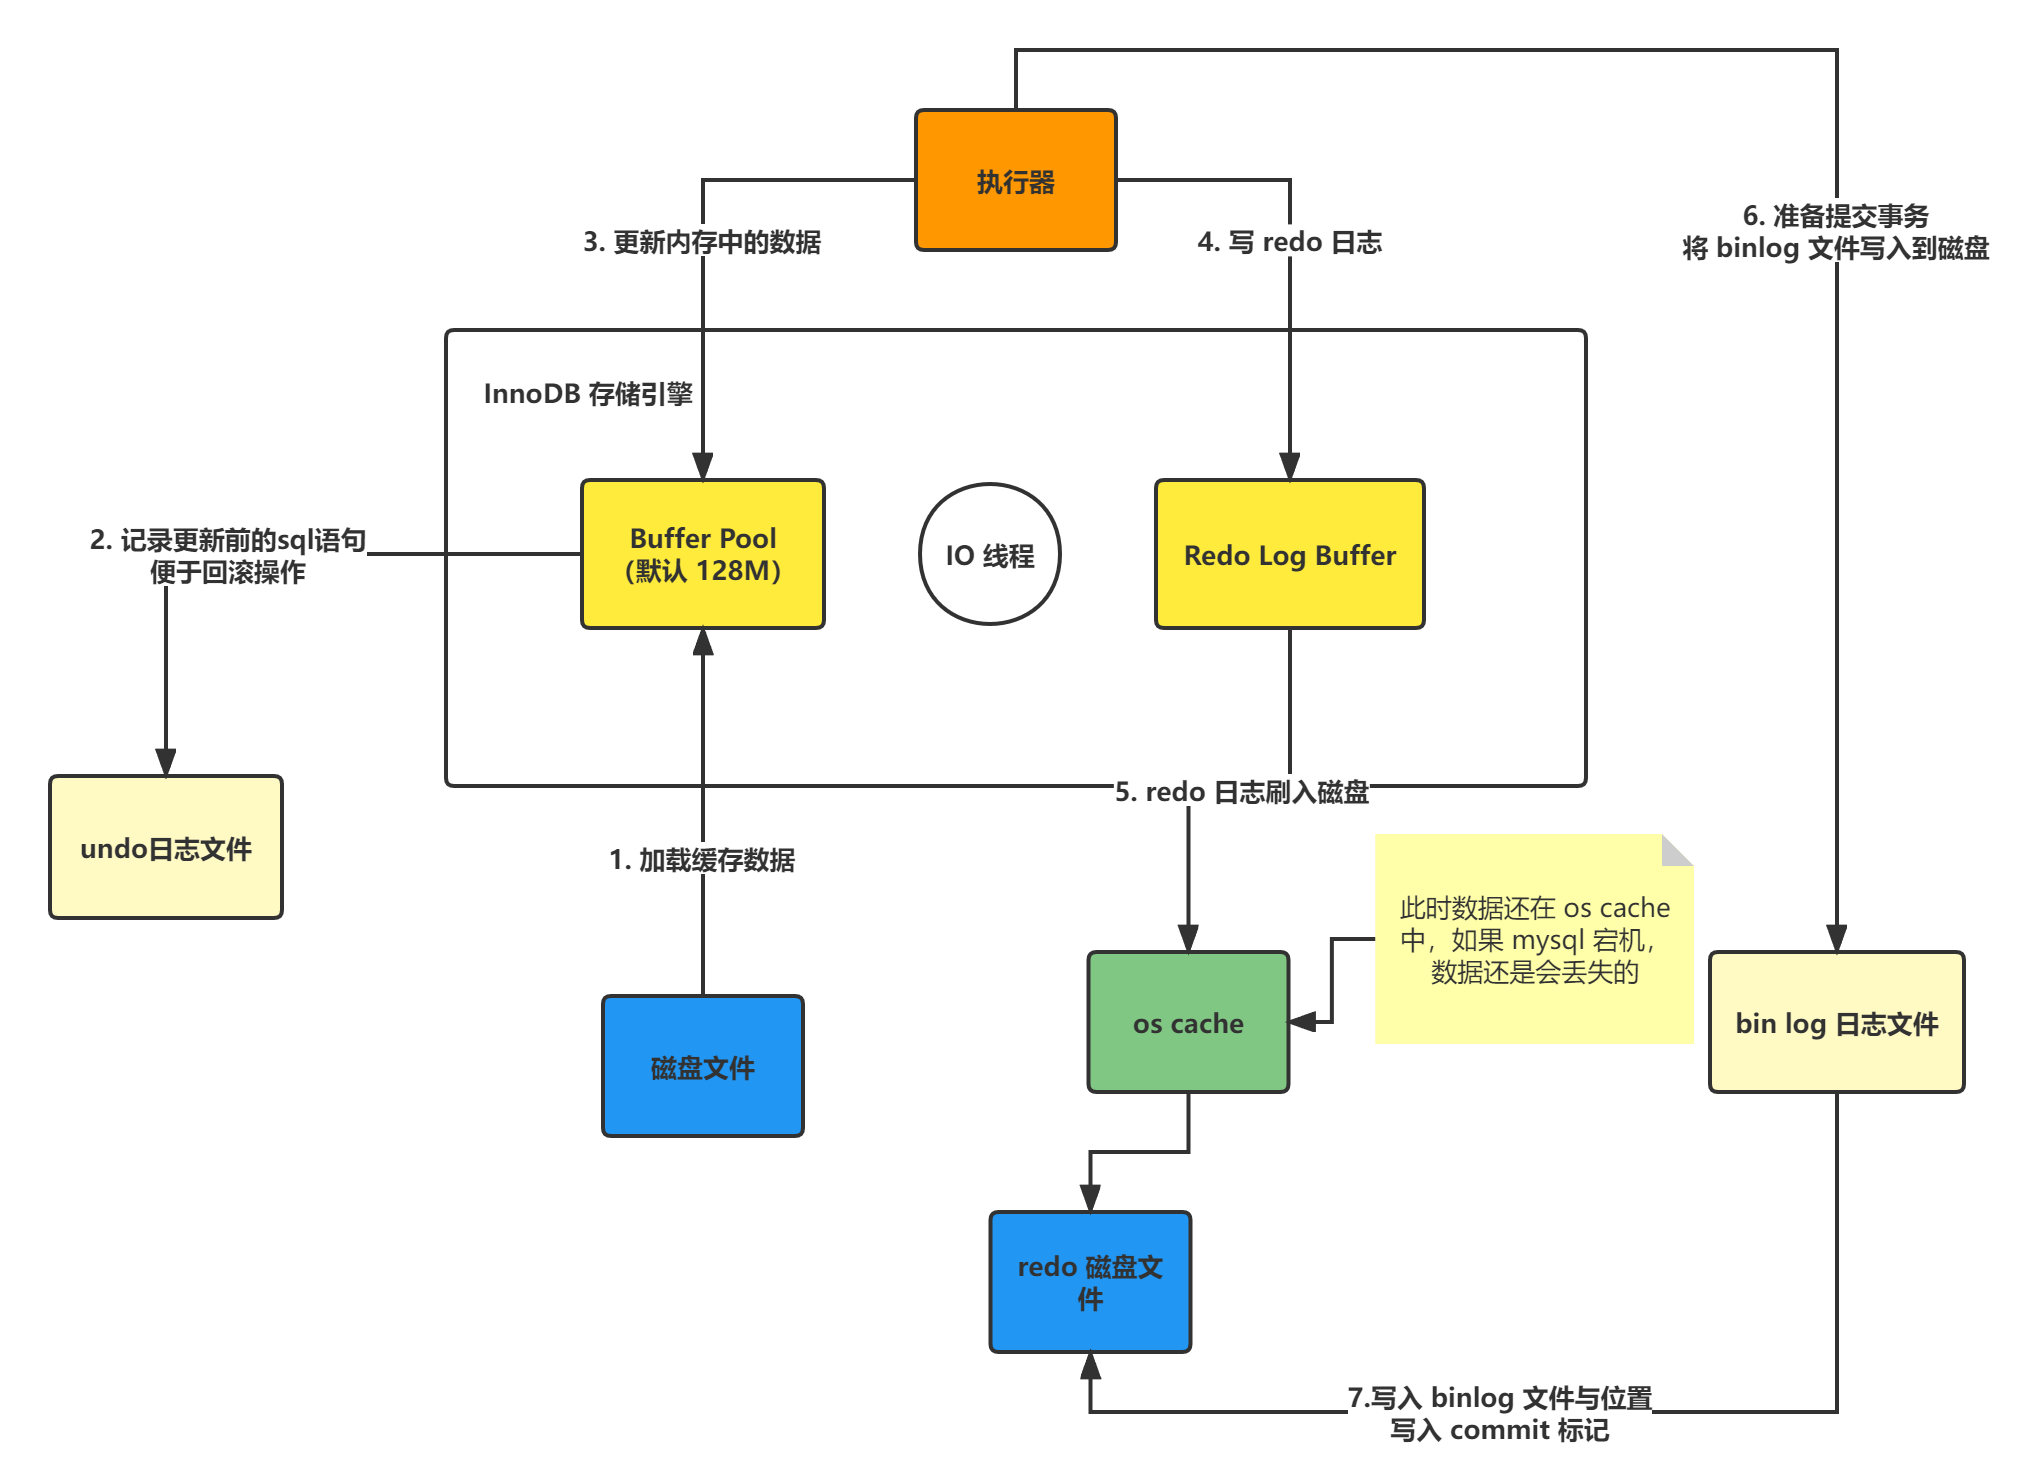 执行器
3. 更新内存中的数据
4. 写 redo 日志
6. 准备提交事务
将 binlog 文件写入到磁盘
InnoDB 存储引擎
2. 记录更新前的sql语句
便于回滚操作
Buffer Pool
（默认 128M）
IO 线程
Redo Log Buffer
5. redo 日志刷入磁盘
undo日志文件
1. 加载缓存数据
此时数据还在 os cache
中，如果 mysql 宕机，
数据还是会丢失的
os cache
bin log 日志文件
磁盘文件
redo 磁盘文
件
7.写入 binlog 文件与位置
写入 commit 标记